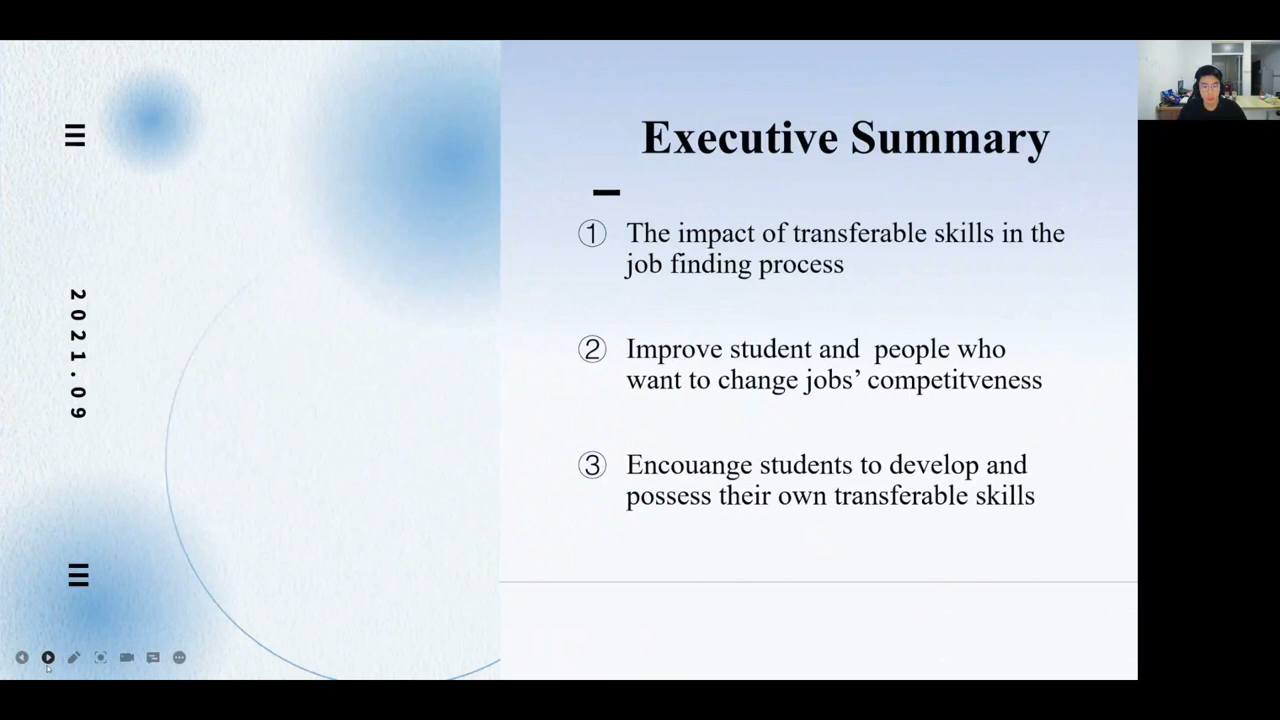 2021.09
Executive Summary
① The impact of transferable skills in the
job finding process
② Improve student and people who
want to change jobs’ competitveness
③ Encouange students to develop and
possess their own transferable skills